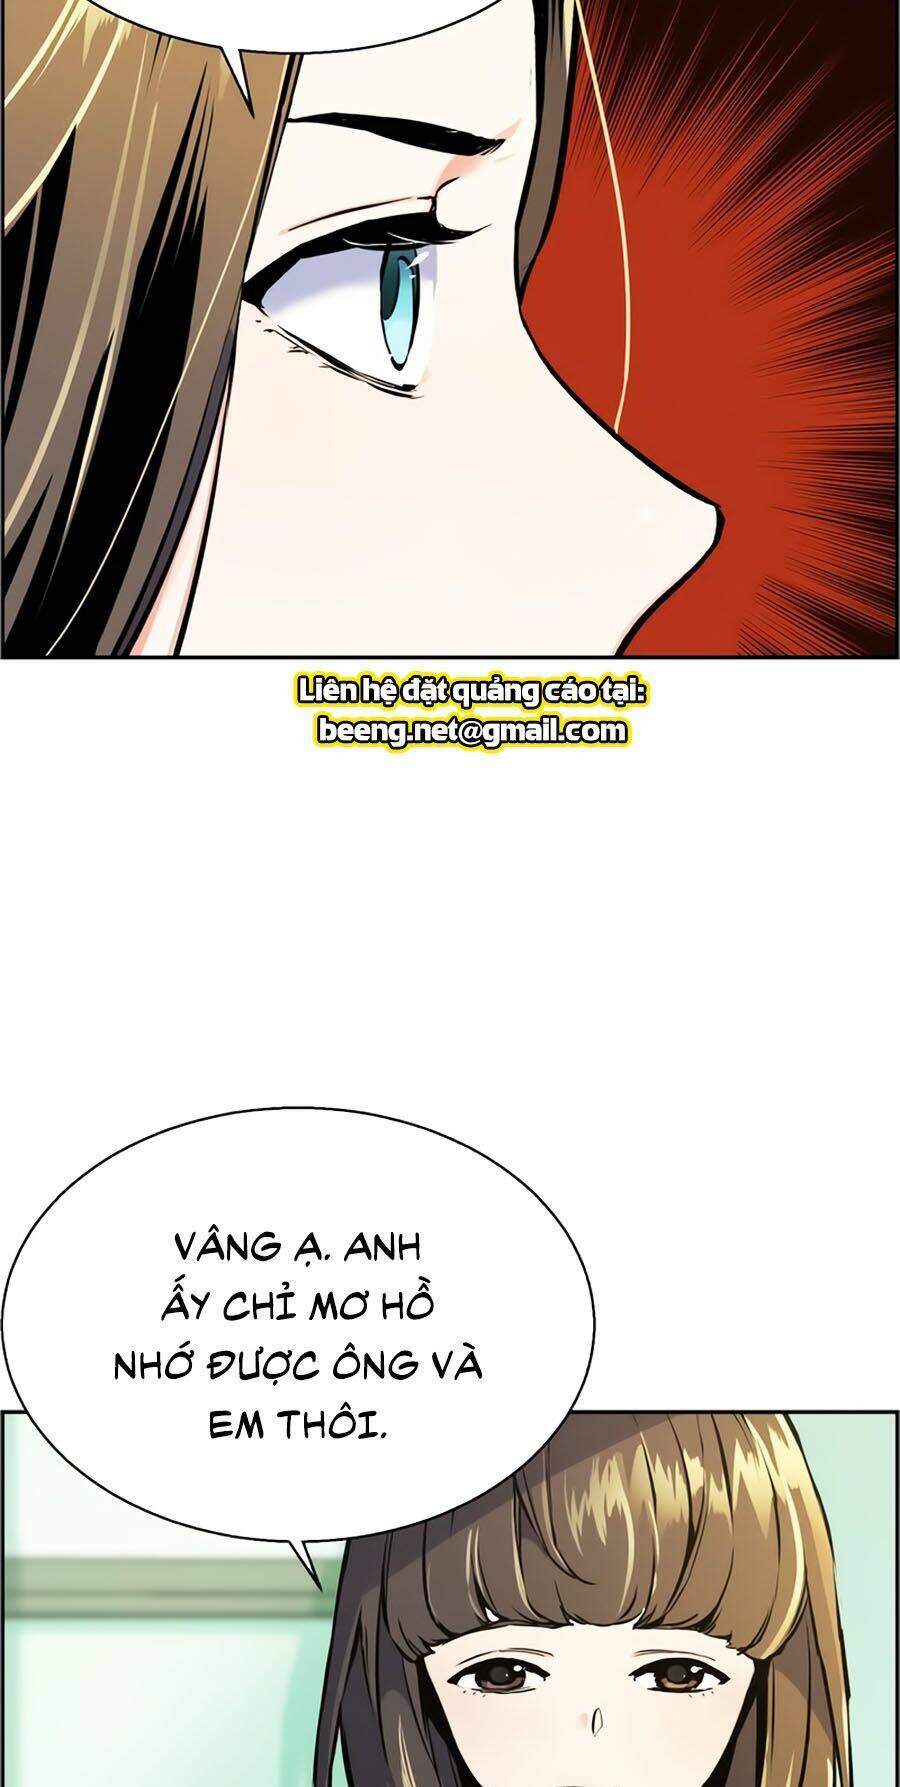 Liên hệ đặt quảng cáo tại:
beeng.net@gmail.com
VÂNG Ạ. ANH
ẤY CHỈ MƠ HỒ
NHỚ ĐƯỢC ÔNG VÀ
EM THÔI.